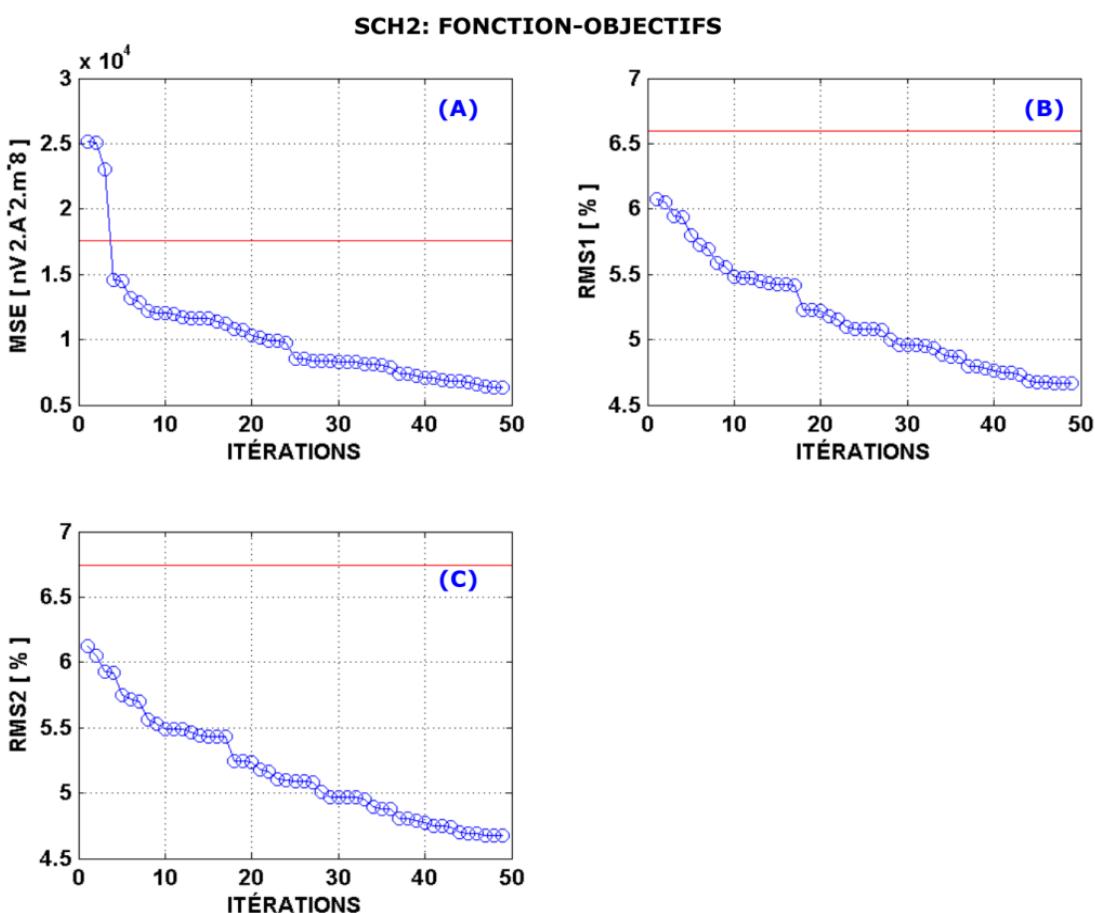 SCH2: FONCTION-OBJECTIFS
x 10^4
3
2.5
2
1.5
1
0.5
MSE [ nV2.A-2.m-8 ]
(A)
0 10 20 30 40 50
ITÉRATIONS
7
6.5
6
5.5
5
4.5
RMS1 [ % ]
(B)
0 10 20 30 40 50
ITÉRATIONS
7
6.5
6
5.5
5
4.5
RMS2 [ % ]
(C)
0 10 20 30 40 50
ITÉRATIONS